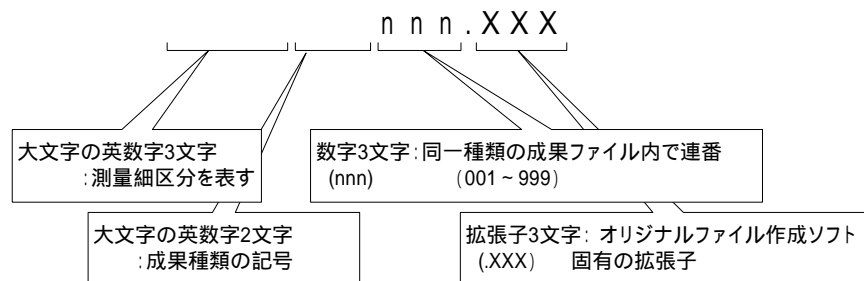 nnn.XXX
大文字の英数字3文字
:測量細区分を表す
数字3文字:同一種類の成果ファイル内で連番
(nnn) (001~999)
大文字の英数字2文字
:成果種類の記号
拡張子3文字: オリジナルファイル作成ソフト
(.XXX) 固有の拡張子